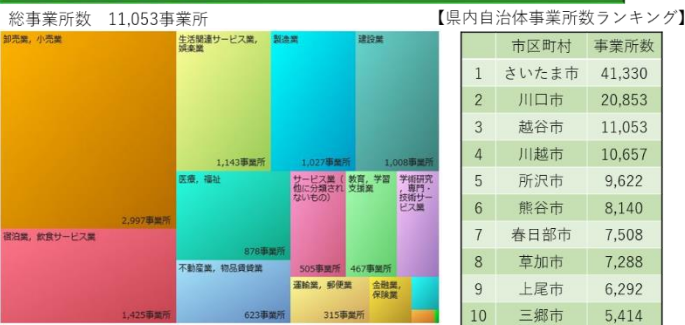 総事業所数　11,053事業所
【県内自治体事業所数ランキング】
卸売業，小売業
2,997事業所
宿泊業，飲食サービス業
1,425事業所
生活関連サービス業，
娯楽業
1,143事業所
製造業
1,027事業所
建設業
1,008事業所
医療，福祉
878事業所
サービス業（
他に分類され
ないもの）
505事業所
教育，学習
支援業
467事業所
学術研究
，専門・
技術サー
ビス業
不動産業，物品賃貸業
623事業所
運輸業，郵便業
315事業所
金融業，
保険業
市区町村　事業所数
1　さいたま市　41,330
2　川口市　20,853
3　越谷市　11,053
4　川越市　10,657
5　所沢市　9,622
6　熊谷市　8,140
7　春日部市　7,508
8　草加市　7,288
9　上尾市　6,292
10　三郷市　5,414